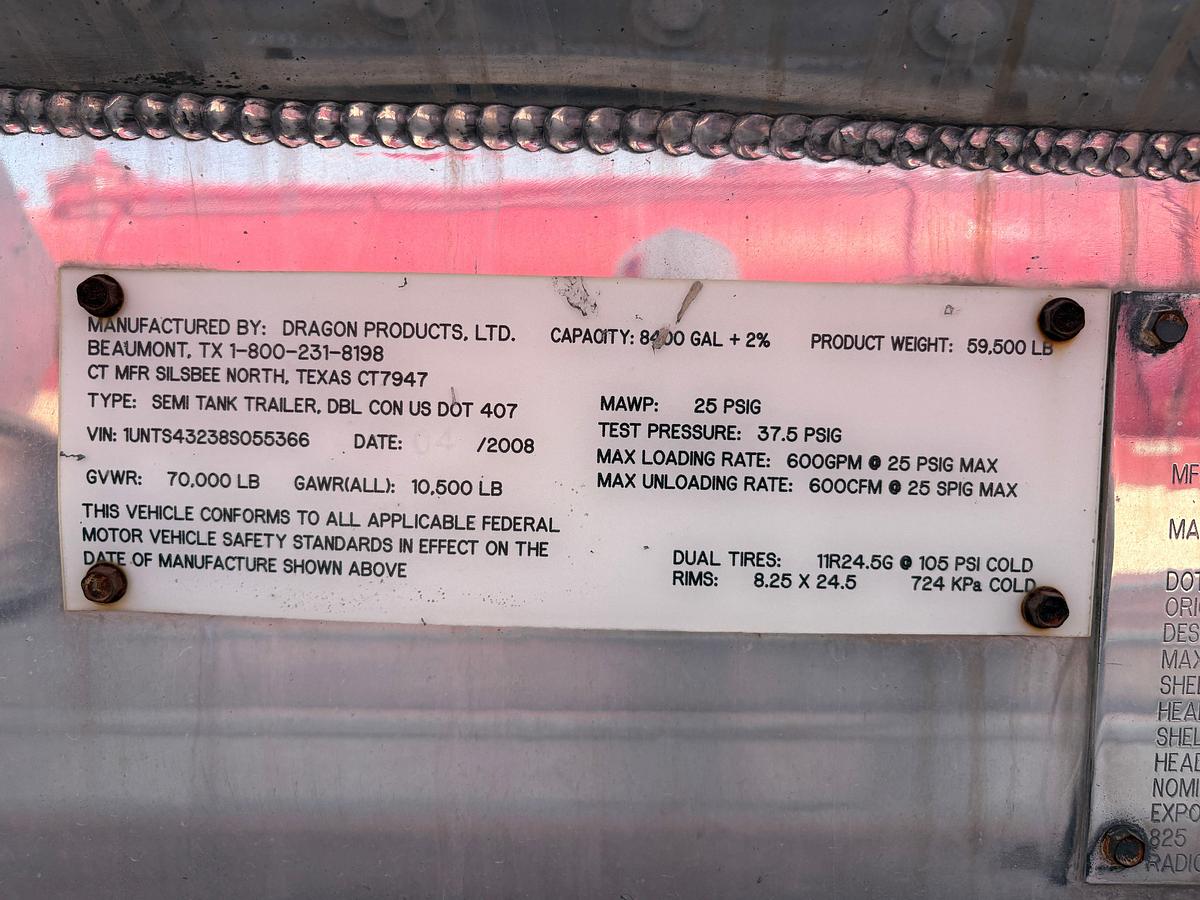 MANUFACTURED BY: DRAGON PRODUCTS, LTD. CAPACITY: 8400 GAL + 2% PRODUCT WEIGHT: 59,500 LB
BEAUMONT, TX 1-800-231-8198
CT MFR SILSBEE NORTH, TEXAS CT7947
TYPE: SEMI TANK TRAILER, DBL CON US DOT 407
VIN: 1UNTS43238S055366 DATE: 04 /2008
GVWR: 70,000 LB GAWR(ALL): 10,500 LB
THIS VEHICLE CONFORMS TO ALL APPLICABLE FEDERAL
MOTOR VEHICLE SAFETY STANDARDS IN EFFECT ON THE
DATE OF MANUFACTURE SHOWN ABOVE
MAWP: 25 PSIG
TEST PRESSURE: 37.5 PSIG
MAX LOADING RATE: 600GPM @ 25 PSIG MAX
MAX UNLOADING RATE: 600CFM @ 25 SPIG MAX
DUAL TIRES: 11R24.5G @ 105 PSI COLD
RIMS: 8.25 X 24.5 724 KPa COLD
MF
MA
DOT
ORI
DES
MAX
SHE
HEA
SHEL
HEAD
NOMI
EXPO
825
RADIO